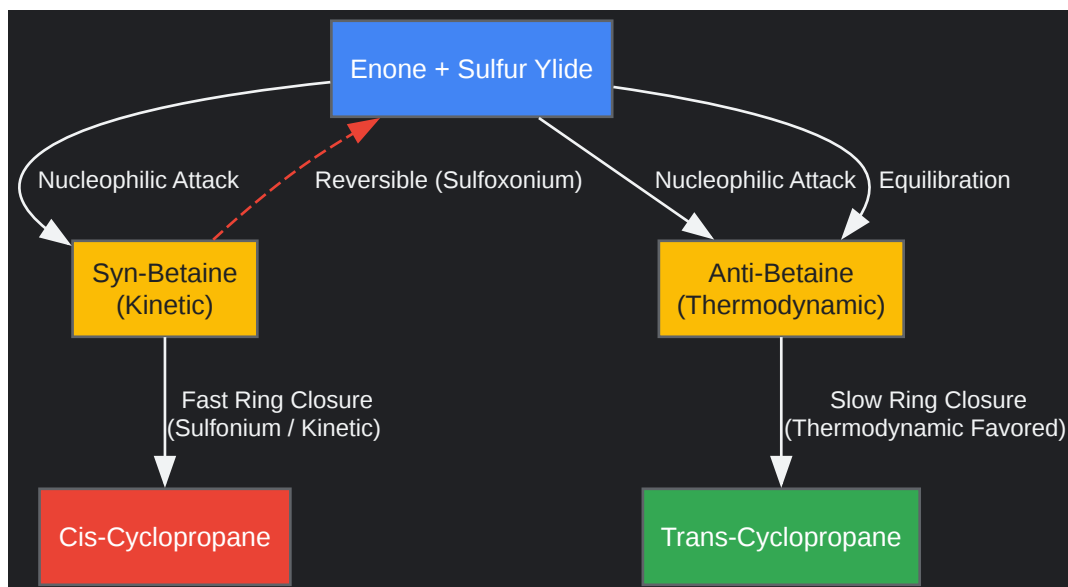 Enone + Sulfur Ylide
Nucleophilic Attack
Reversible (Sulfoxonium)
Nucleophilic Attack
Equilibration
Syn-Betaine
(Kinetic)
Anti-Betaine
(Thermodynamic)
Fast Ring Closure
(Sulfonium / Kinetic)
Slow Ring Closure
(Thermodynamic Favored)
Cis-Cyclopropane
Trans-Cyclopropane